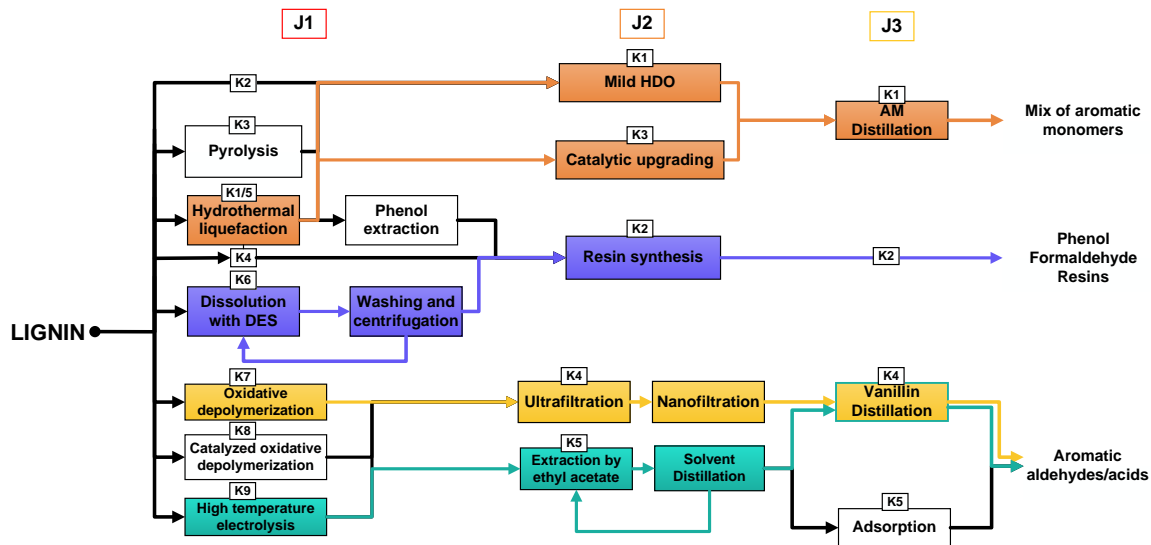 J1
J2
J3
K2
K1
Mild HDO
K1
AM
Distillation
Mix of aromatic
monomers
K3
Pyrolysis
K3
Catalytic upgrading
K1/5
Hydrothermal
liquefaction
Phenol
extraction
K4
K2
Resin synthesis
K2
Phenol
Formaldehyde
Resins
K6
Dissolution
with DES
Washing and
centrifugation
LIGNIN
K7
Oxidative
depolymerization
K4
Ultrafiltration
Nanofiltration
K4
Vanillin
Distillation
K8
Catalyzed oxidative
depolymerization
K5
Extraction by
ethyl acetate
Solvent
Distillation
Aromatic
aldehydes/acids
K9
High temperature
electrolysis
K5
Adsorption